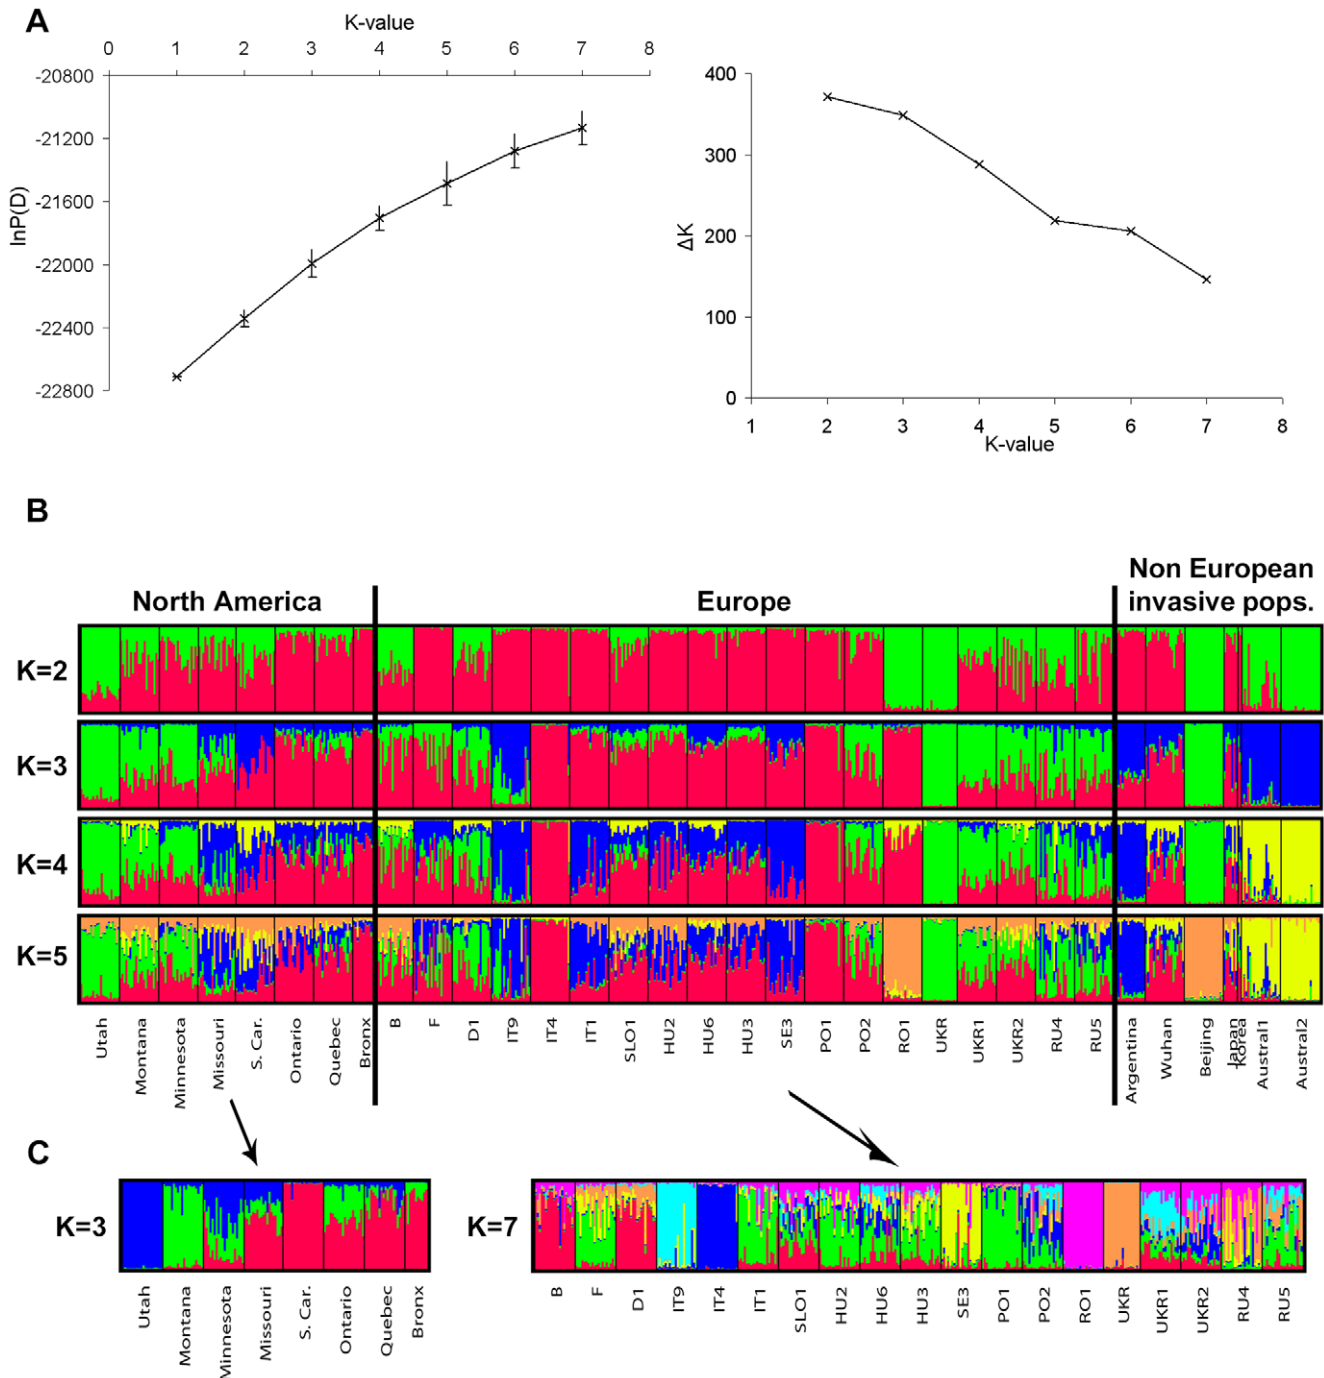 A
K-value
0 1 2 3 4 5 6 7 8
-20800
-21200
-21600
-22000
-22400
-22800
lnP(D)
400
300
200
100
0
ΔK
1 2 3 4 5 6 7 8
K-value
B
North America
Europe
Non European
invasive pops.
K=2
K=3
K=4
K=5
Utah
Montana
Minnesota
Missouri
S. Car.
Ontario
Quebec
Bronx
B
F
D1
IT9
IT4
IT1
SLO1
HU2
HU6
HU3
SE3
PO1
PO2
RO1
UKR
UKR1
UKR2
RU4
RU5
Argentina
Wuhan
Beijing
Japan
Korea
Austral1
Austral2
C
K=3
Utah
Montana
Minnesota
Missouri
S. Car.
Ontario
Quebec
Bronx
K=7
B
F
D1
IT9
IT4
IT1
SLO1
HU2
HU6
HU3
SE3
PO1
PO2
RO1
UKR
UKR1
UKR2
RU4
RU5